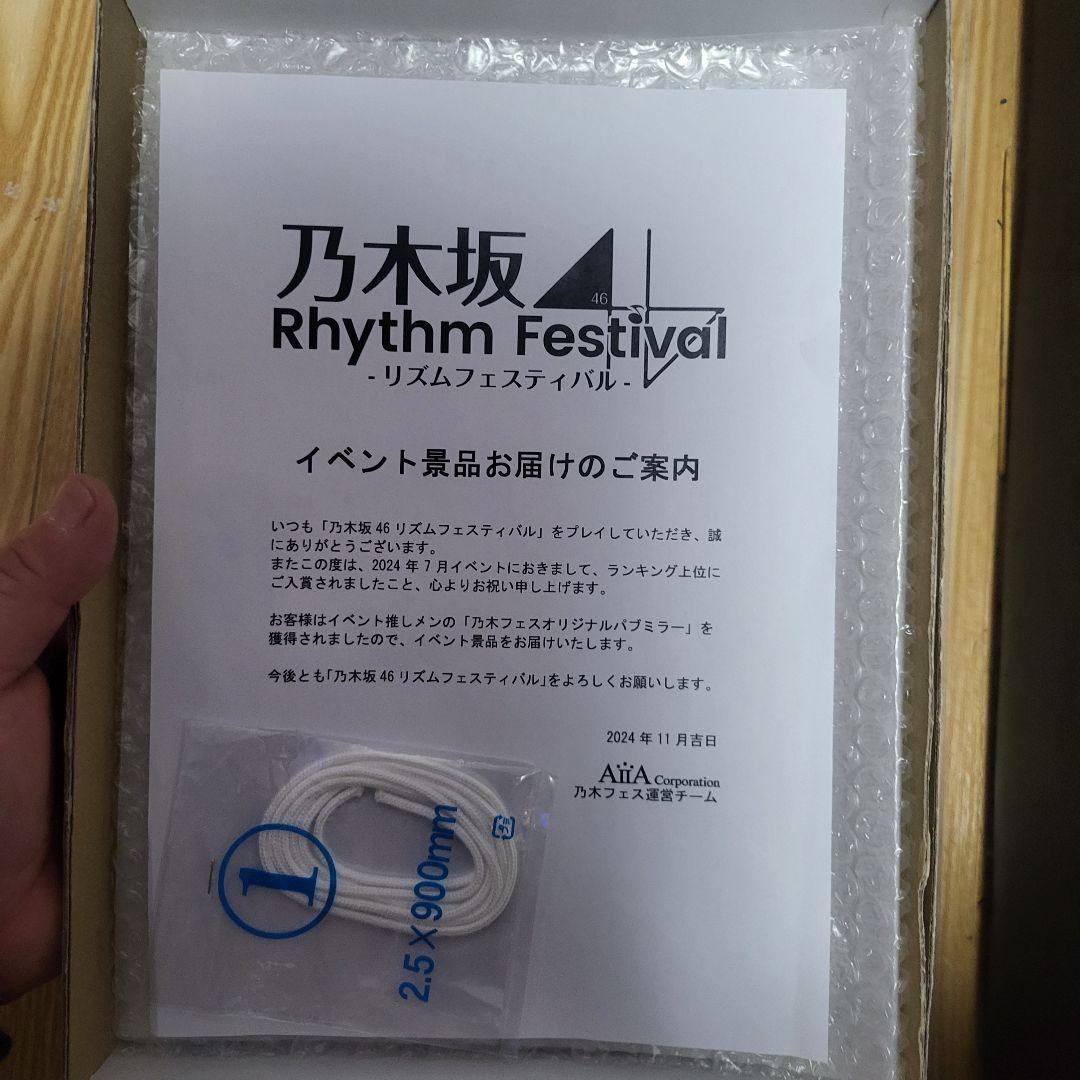 乃木坂46
Rhythm Festival
- リズムフェスティバル -
イベント景品お届けのご案内
いつも「乃木坂46リズムフェスティバル」をプレイしていただき、誠
にありがとうございます。
またこの度は、2024年7月イベントにおきまして、ランキング上位に
ご入賞されましたこと、心よりお祝い申し上げます。
お客様はイベント推しメンの「乃木フェスオリジナルパブミラー」を
獲得されましたので、イベント景品をお届けいたします。
今後とも「乃木坂46リズムフェスティバル」をよろしくお願いします。
2024年11月吉日
AiiA Corporation
乃木フェス運営チーム
①
2.5×900mm
プラ